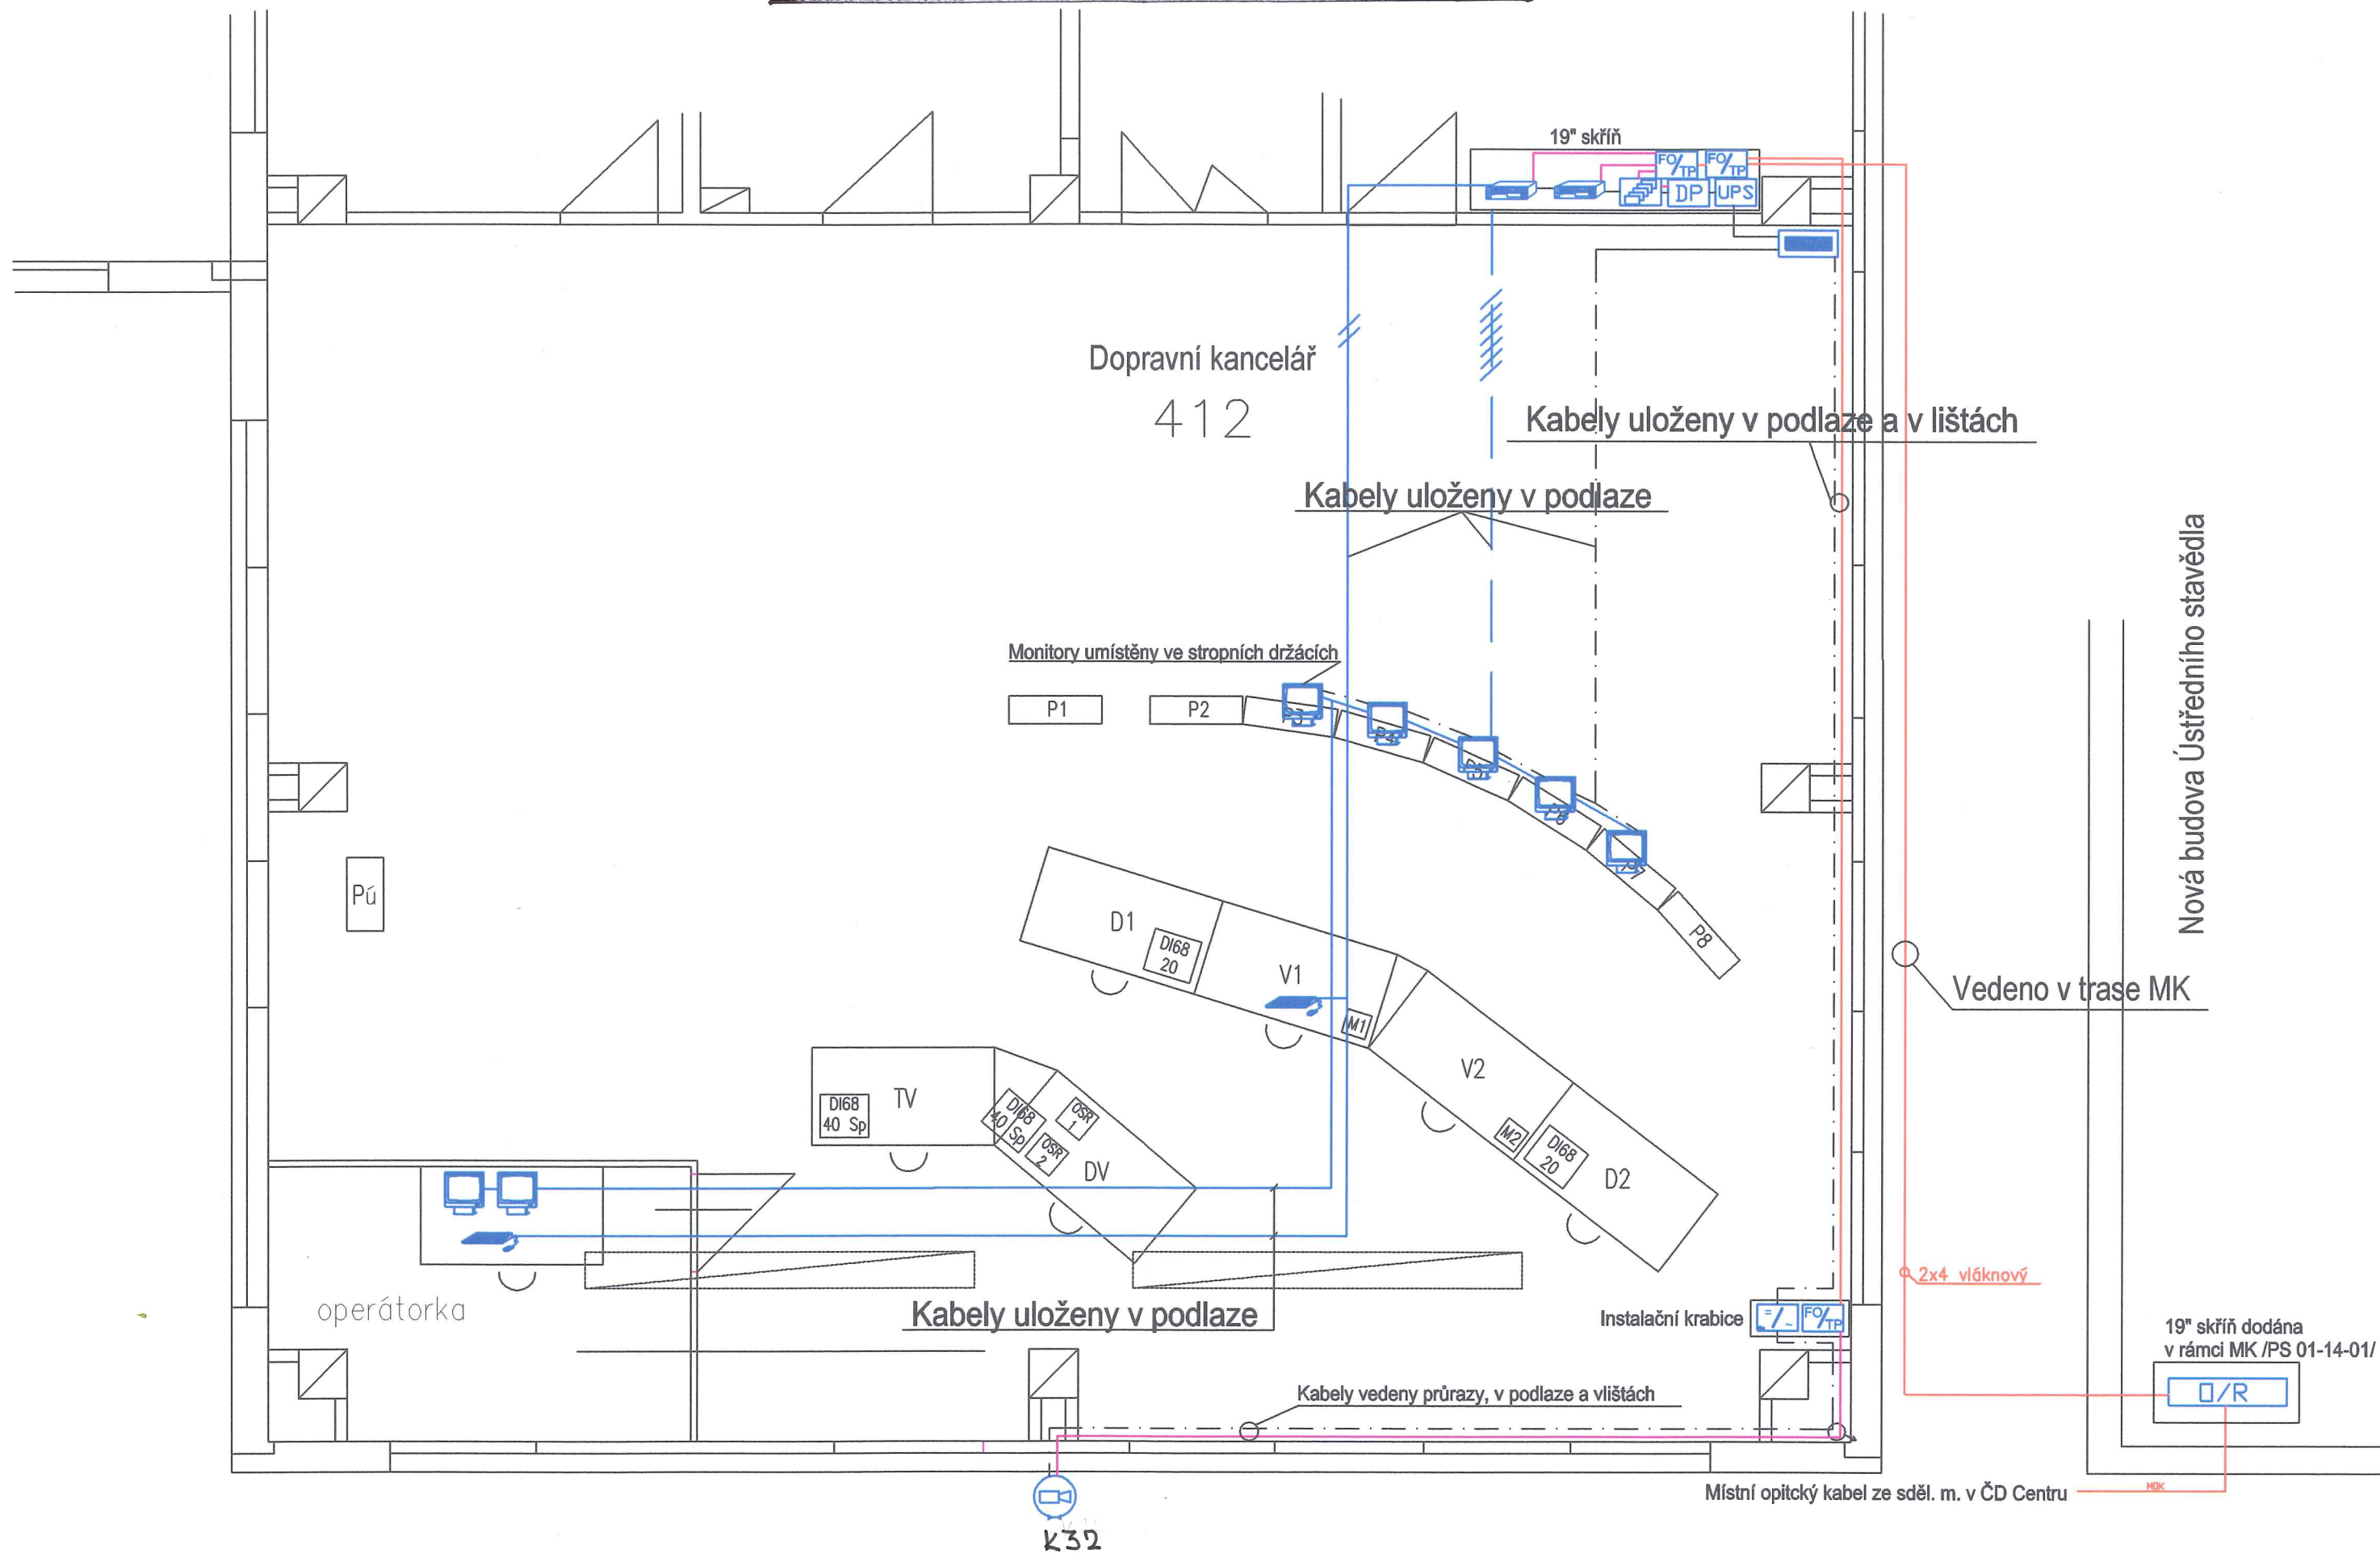 19" skříň
FO/TP
FO/TP
DP
UPS
Dopravní kancelář
412
Kabely uloženy v podlaze a v lištách
Kabely uloženy v podlaze
Nová budova Ústředního stavědla
Monitory umístěny ve stropních držácích
P1
P2
P3
P4
P5
P8
Pú
D1
DI68
20
V1
M1
Vedeno v trase MK
V2
TV
DI68
40 Sp
DI68
40 Sp
OSR
1
OSR
2
DV
M2
DI68
20
D2
2x4 vláknový
operátorka
Kabely uloženy v podlaze
Instalační krabice
=/~
FO/TP
19" skříň dodána
v rámci MK /PS 01-14-01/
O/R
Kabely vedeny průrazy, v podlaze a vlištách
Místní opitcký kabel ze sděl. m. v ČD Centru
MOK
K32